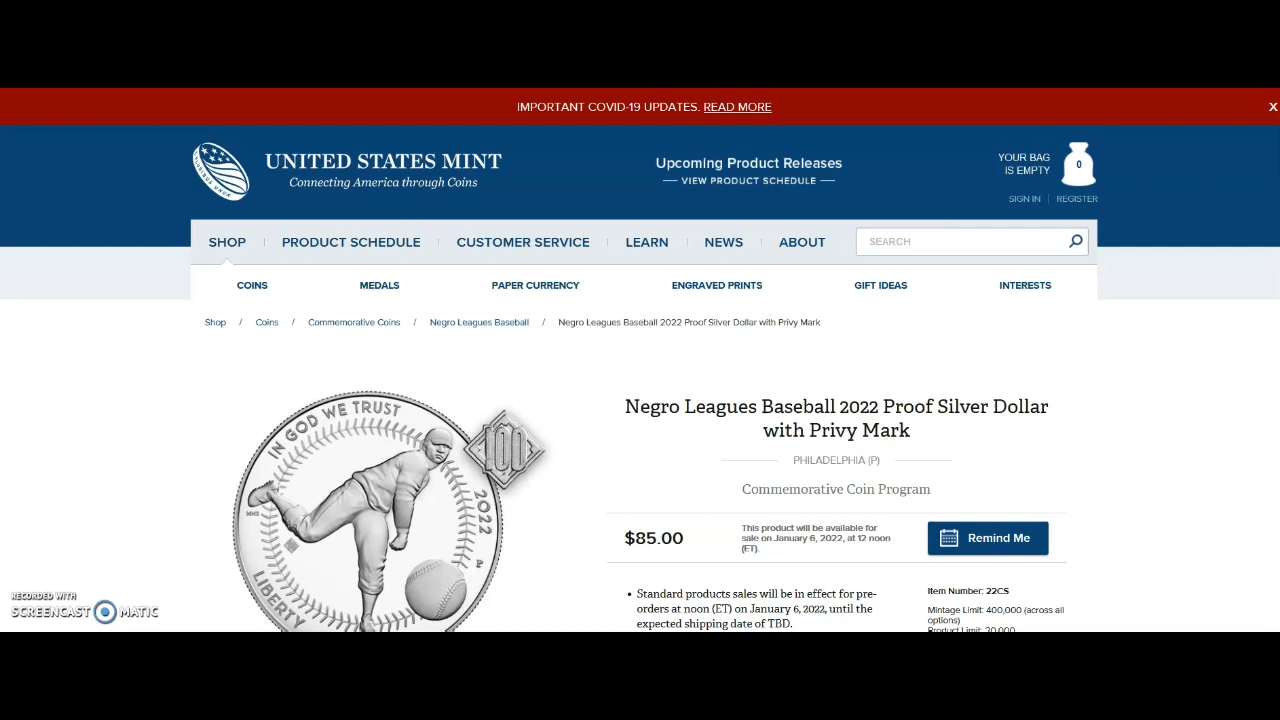 IMPORTANT COVID-19 UPDATES. READ MORE
X
UNITED STATES MINT
Connecting America through Coins
Upcoming Product Releases
VIEW PRODUCT SCHEDULE
YOUR BAG
IS EMPTY
0
SIGN IN | REGISTER
SHOP
PRODUCT SCHEDULE
CUSTOMER SERVICE
LEARN
NEWS
ABOUT
SEARCH
COINS
MEDALS
PAPER CURRENCY
ENGRAVED PRINTS
GIFT IDEAS
INTERESTS
Shop / Coins / Commemorative Coins / Negro Leagues Baseball / Negro Leagues Baseball 2022 Proof Silver Dollar with Privy Mark
IN GOD WE TRUST
100
2022
P
LIBERTY
Negro Leagues Baseball 2022 Proof Silver Dollar
with Privy Mark
PHILADELPHIA (P)
Commemorative Coin Program
$85.00
This product will be available for
sale on January 6, 2022, at 12 noon
(ET).
Remind Me
• Standard products sales will be in effect for pre-
orders at noon (ET) on January 6, 2022, until the
expected shipping date of TBD.
Item Number: 22CS
Mintage Limit: 400,000 (across all
options)
Product Limit: 20,000
RECORDED WITH
SCREENCAST MATIC